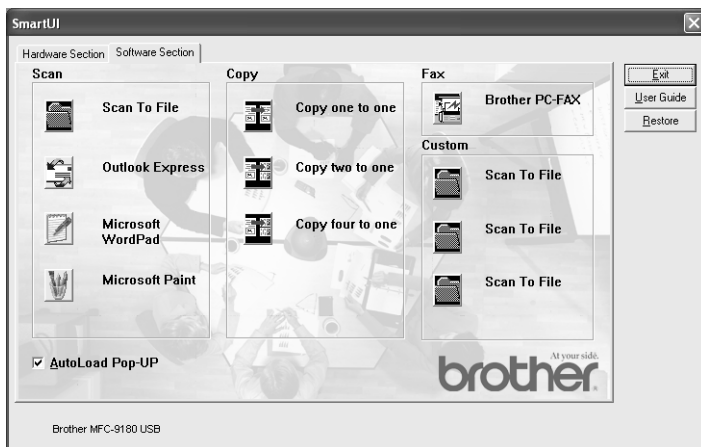 SmartUI
Hardware Section
Software Section
Scan
Scan To File
Outlook Express
Microsoft
WordPad
Microsoft Paint
Copy
Copy one to one
Copy two to one
Copy four to one
Fax
Brother PC-FAX
Custom
Scan To File
Scan To File
Scan To File
Exit
User Guide
Restore
AutoLoad Pop-UP
At your side.
brother.
Brother MFC-9180 USB